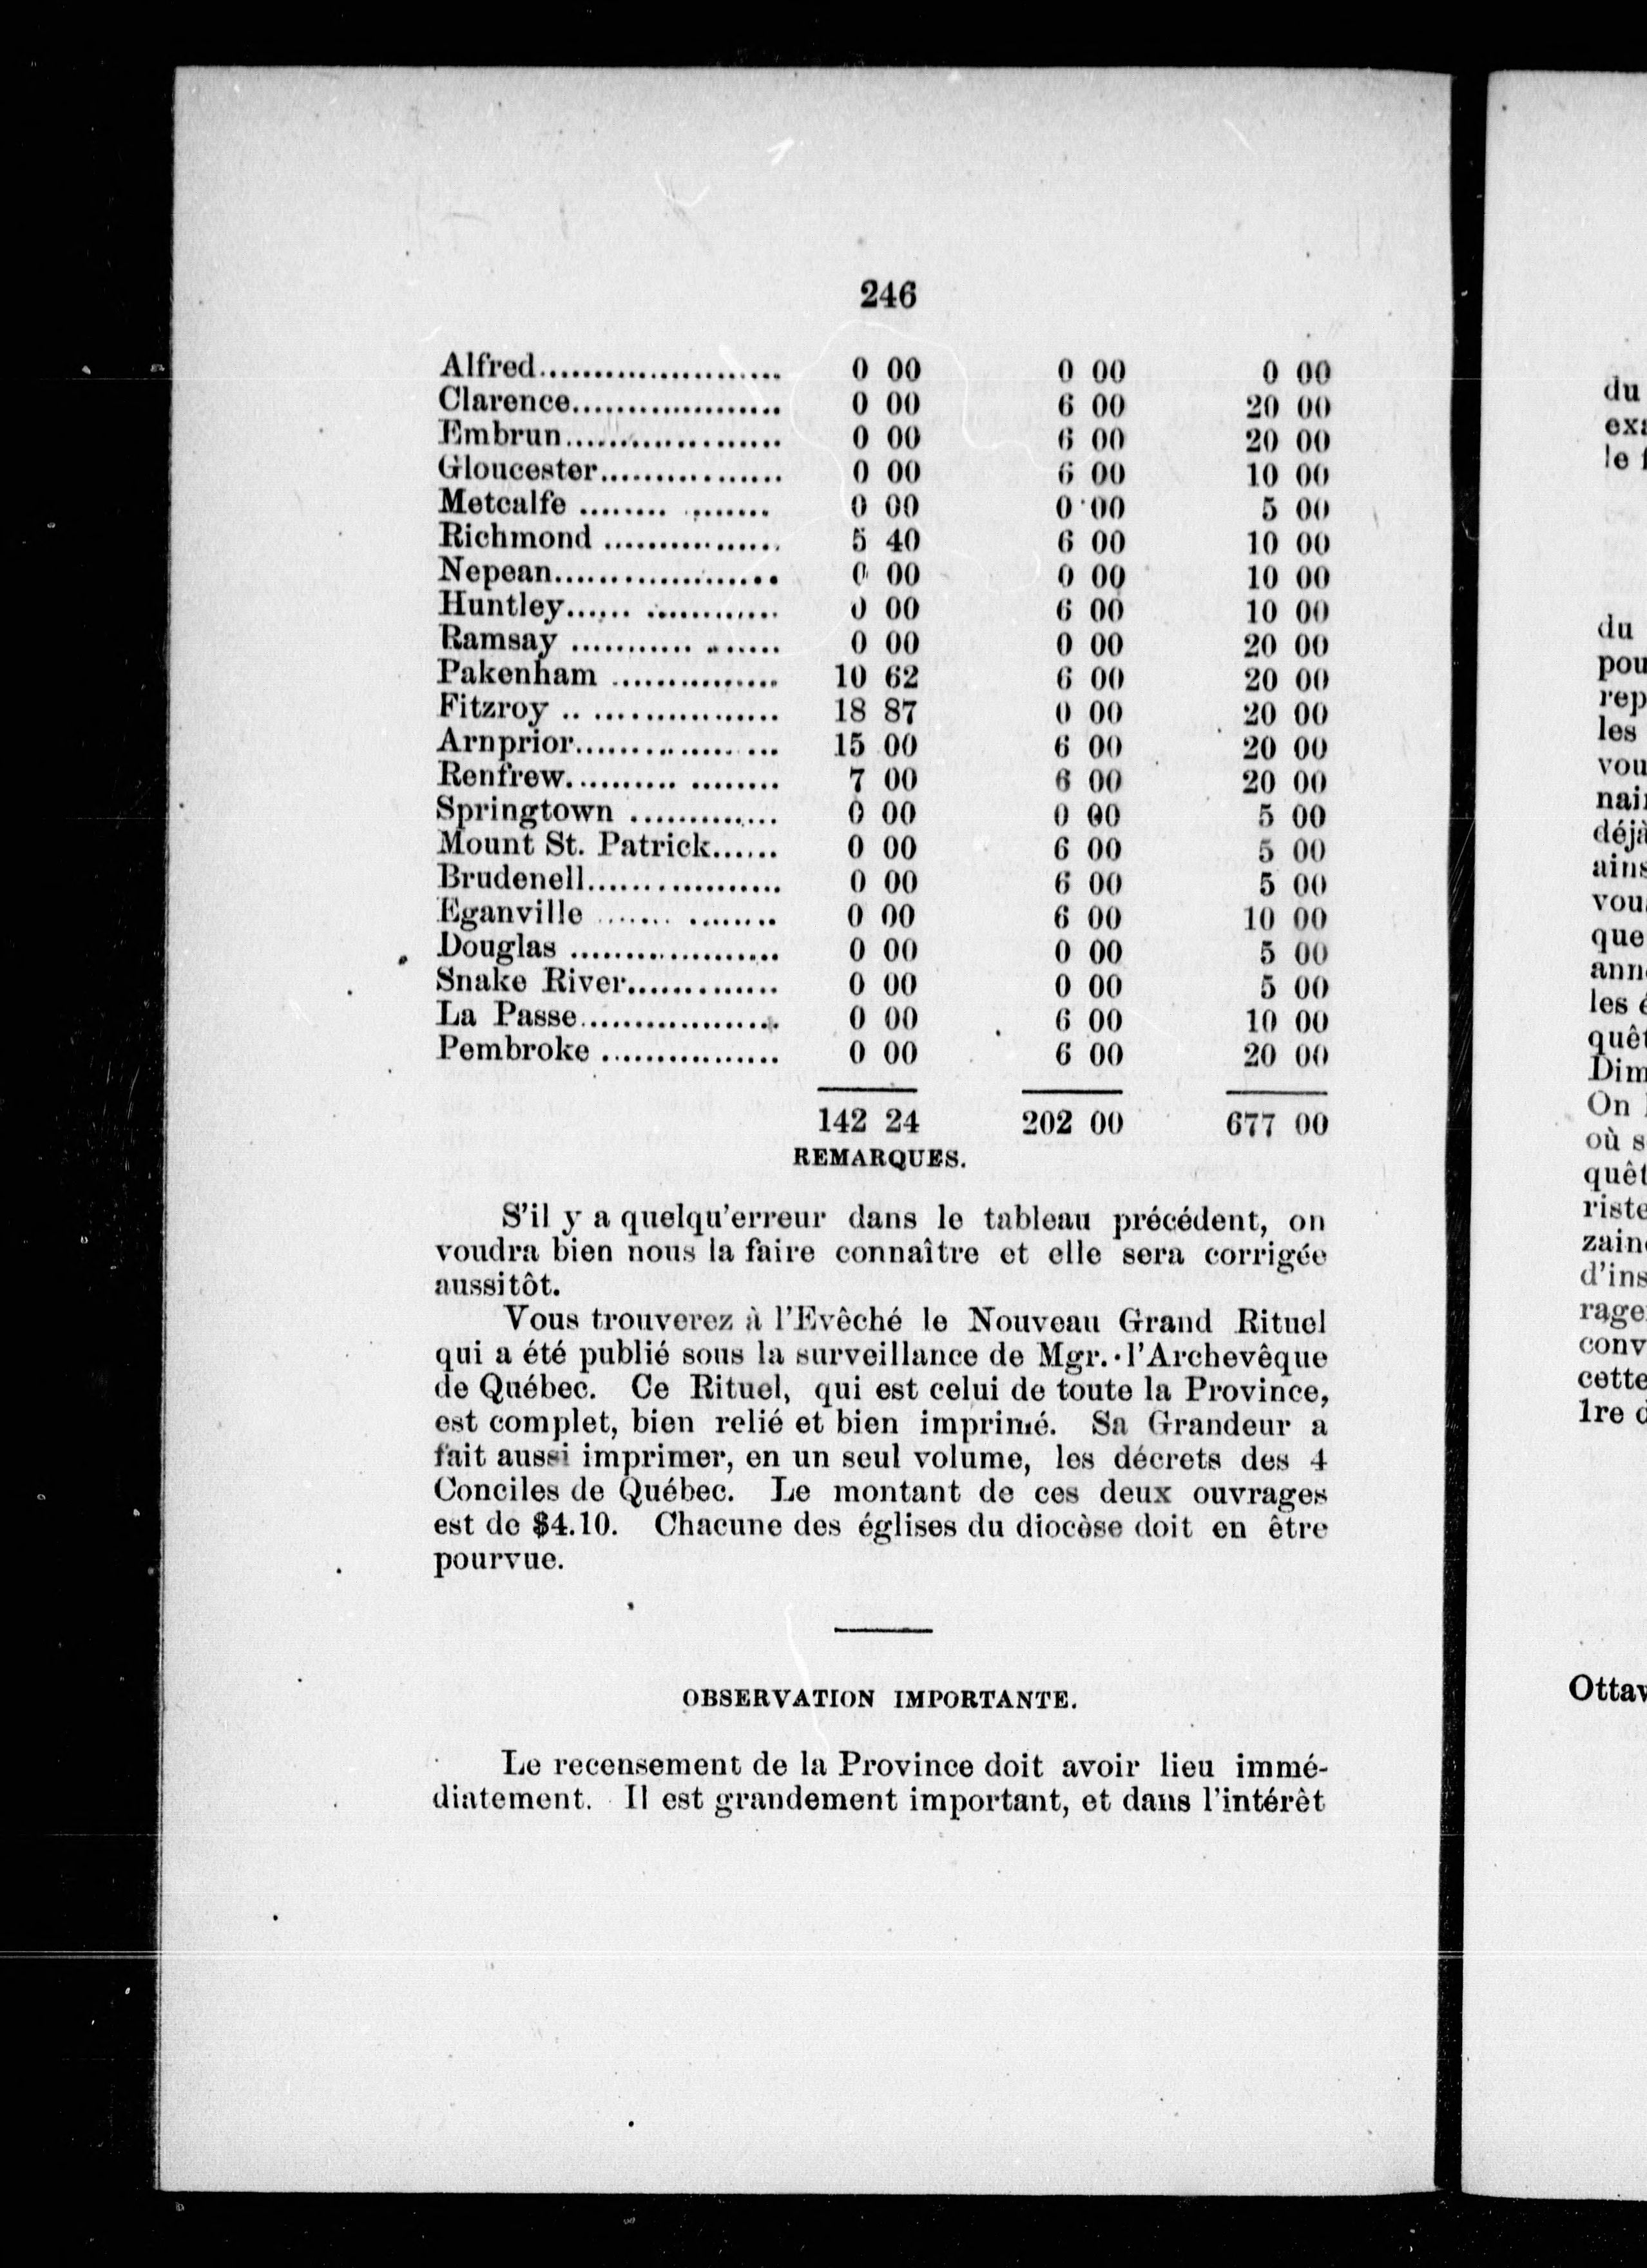 246
Alfred...................... 0 00 0 00 0 00
Clarence................... 0 00 6 00 20 00
Embrun.................... 0 00 6 00 20 00
Gloucester................ 0 00 6 00 10 00
Metcalfe ........ ....... 0 00 0 00 5 00
Richmond ................ 5 40 6 00 10 00
Nepean.................... 0 00 0 00 10 00
Huntley...... ............ 0 00 6 00 10 00
Ramsay ........... ...... 0 00 0 00 20 00
Pakenham ............... 10 62 6 00 20 00
Fitzroy .. ................. 18 87 0 00 20 00
Arnprior............... ... 15 00 6 00 20 00
Renfrew.......... ........ 7 00 6 00 20 00
Springtown .............. 0 00 0 00 5 00
Mount St. Patrick...... 0 00 6 00 5 00
Brudenell.................. 0 00 6 00 5 00
Eganville ....... ........ 0 00 6 00 10 00
Douglas ................... 0 00 0 00 5 00
Snake River............. 0 00 0 00 5 00
La Passe.................. 0 00 6 00 10 00
Pembroke ................ 0 00 6 00 20 00
142 24 202 00 677 00
REMARQUES.
S'il y a quelqu'erreur dans le tableau précédent, on
voudra bien nous la faire connaître et elle sera corrigée
aussitôt.
Vous trouverez à l'Evêché le Nouveau Grand Rituel
qui a été publié sous la surveillance de Mgr. l'Archevêque
de Québec. Ce Rituel, qui est celui de toute la Province,
est complet, bien relié et bien imprimé. Sa Grandeur a
fait aussi imprimer, en un seul volume, les décrets des 4
Conciles de Québec. Le montant de ces deux ouvrages
est de $4.10. Chacune des églises du diocèse doit en être
pourvue.
OBSERVATION IMPORTANTE.
Le recensement de la Province doit avoir lieu immé-
diatement. Il est grandement important, et dans l'intérêt
du
le
du
les
que
On
où
1re